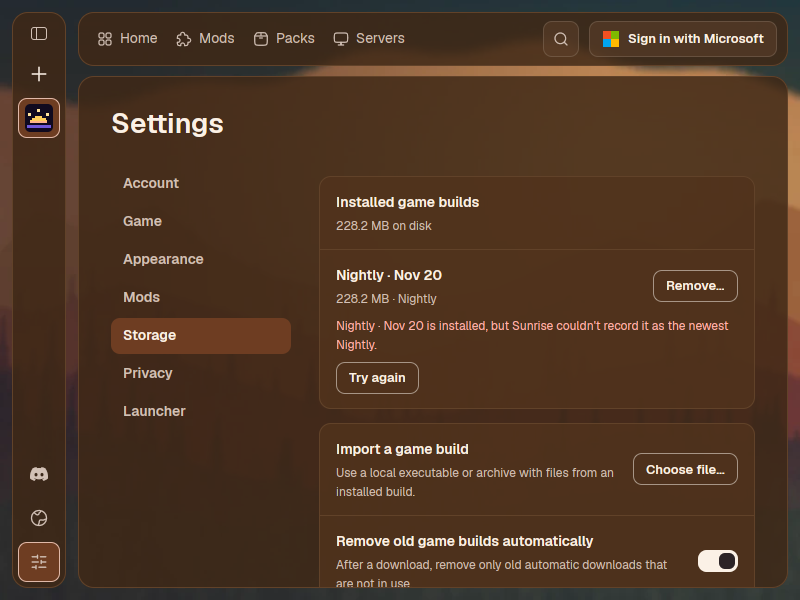 Home
Mods
Packs
Servers
Sign in with Microsoft
Settings
Account
Game
Appearance
Mods
Storage
Privacy
Launcher
Installed game builds
228.2 MB on disk
Nightly · Nov 20
228.2 MB · Nightly
Remove...
Nightly · Nov 20 is installed, but Sunrise couldn't record it as the newest
Nightly.
Try again
Import a game build
Use a local executable or archive with files from an
installed build.
Choose file...
Remove old game builds automatically
After a download, remove only old automatic downloads that
are not in use